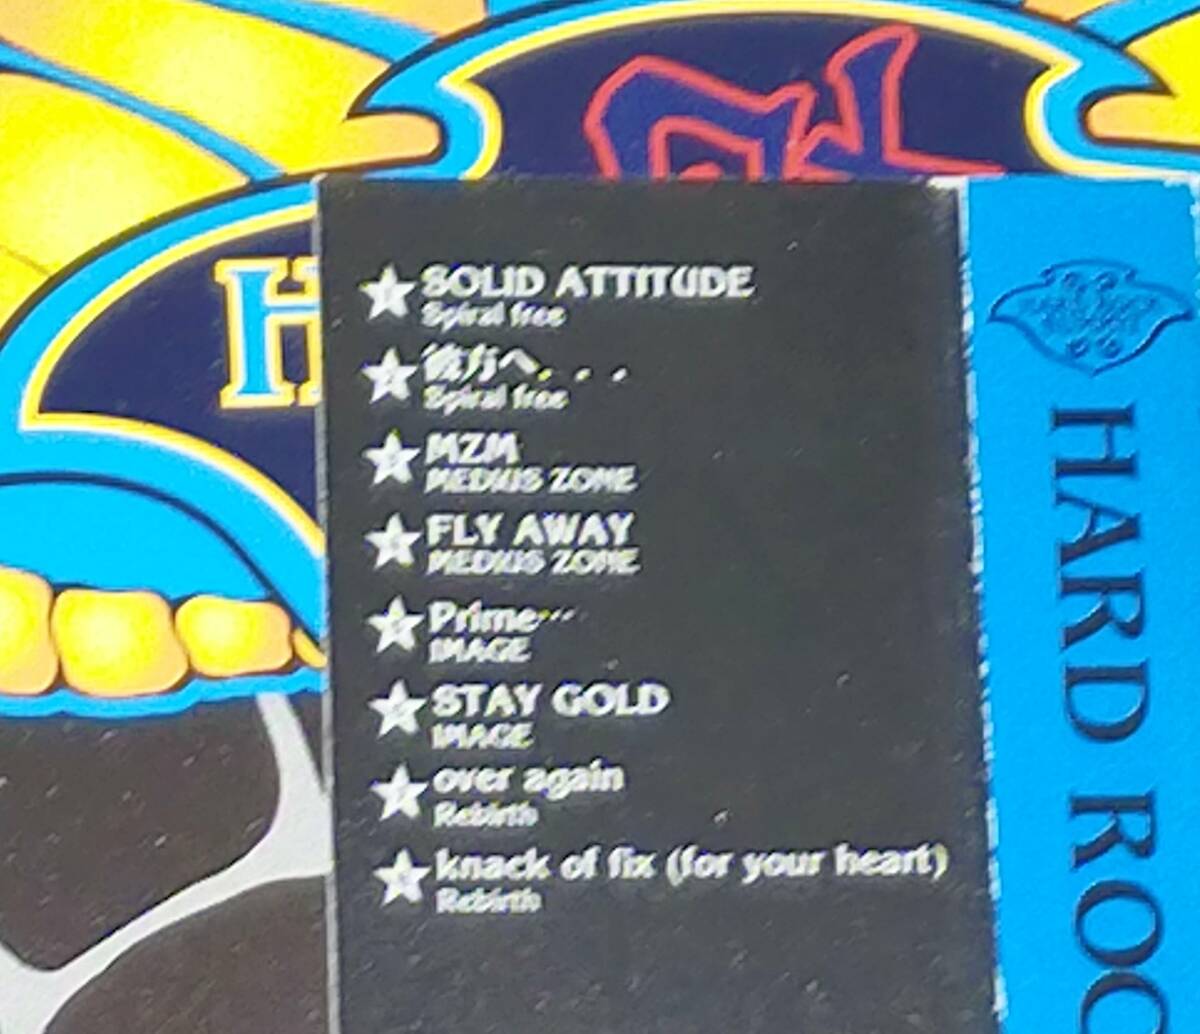 H
SOLID ATTITUDE
Spiral free
彼方へ．．．
Spiral free
MZM
MEDIUS ZONE
FLY AWAY
MEDIUS ZONE
Prime…
IMAGE
STAY GOLD
IMAGE
over again
Rebirth
knack of fix (for your heart)
Rebirth
HARD ROC